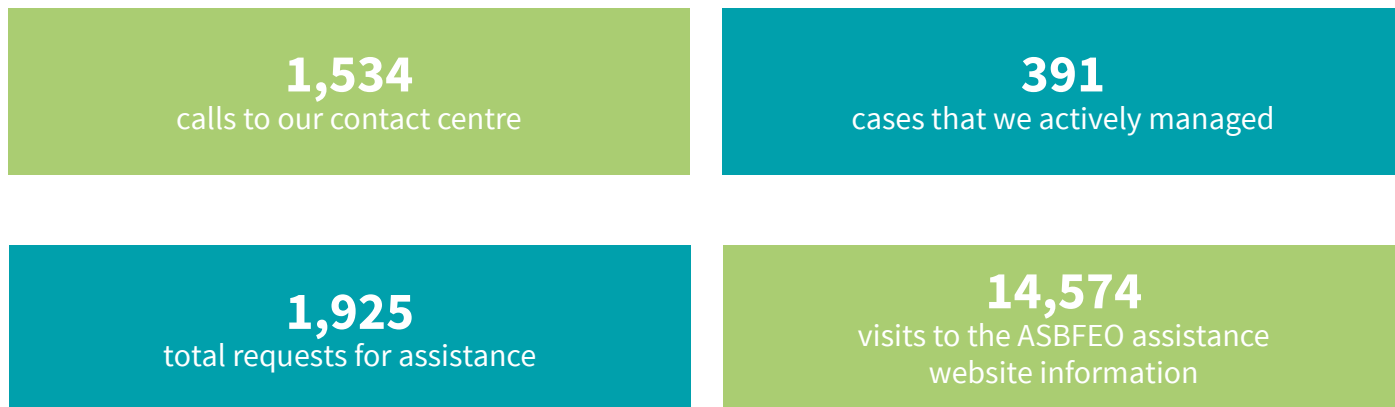 1,534
calls to our contact centre
391
cases that we actively managed
1,925
total requests for assistance
14,574
visits to the ASBFEO assistance
website information